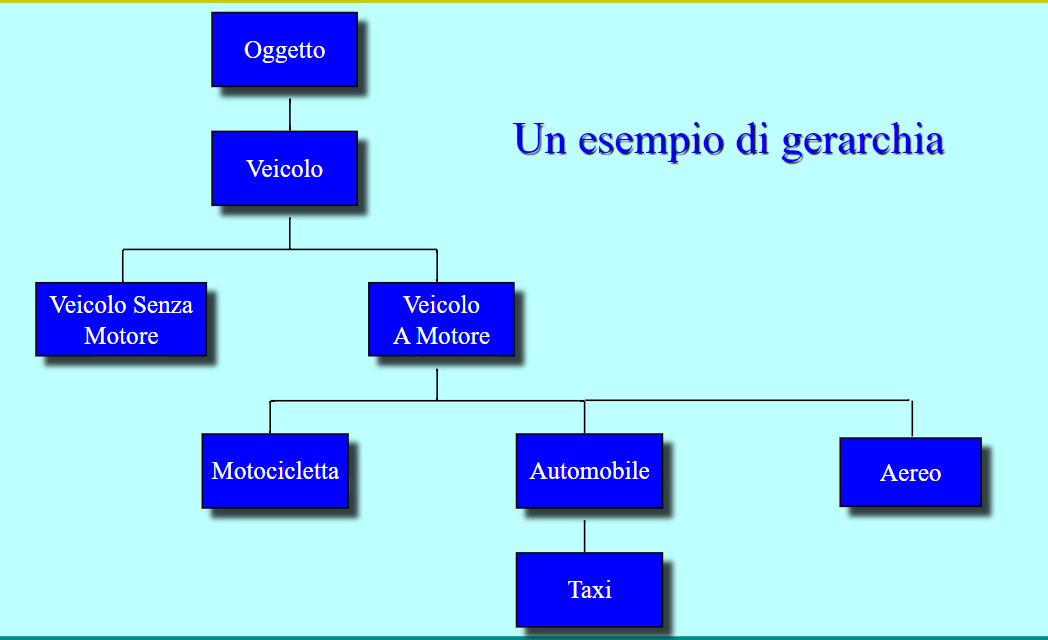 Oggetto
Un esempio di gerarchia
Veicolo
Veicolo Senza
Motore
Veicolo
A Motore
Motocicletta
Automobile
Aereo
Taxi